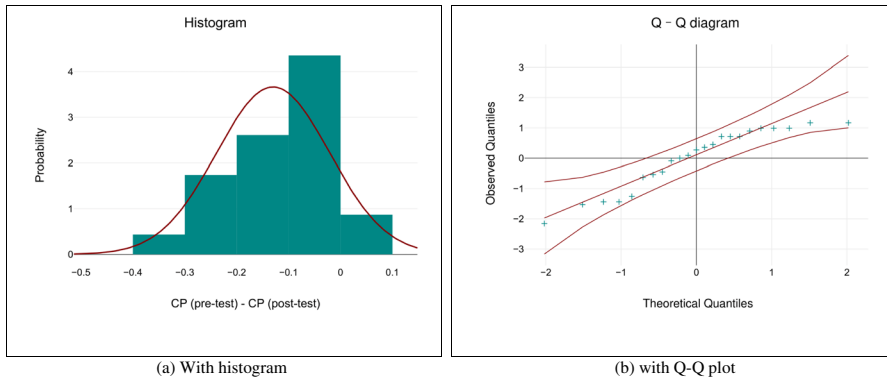 Histogram
4
3
2
1
0
−0.5 −0.4 −0.3 −0.2 −0.1 0 0.1
Probability
CP (pre-test) - CP (post-test)
(a) With histogram
Q − Q diagram
3
2
1
0
−1
−2
−3
−2 −1 0 1 2
Observed Quantiles
Theoretical Quantiles
(b) with Q-Q plot